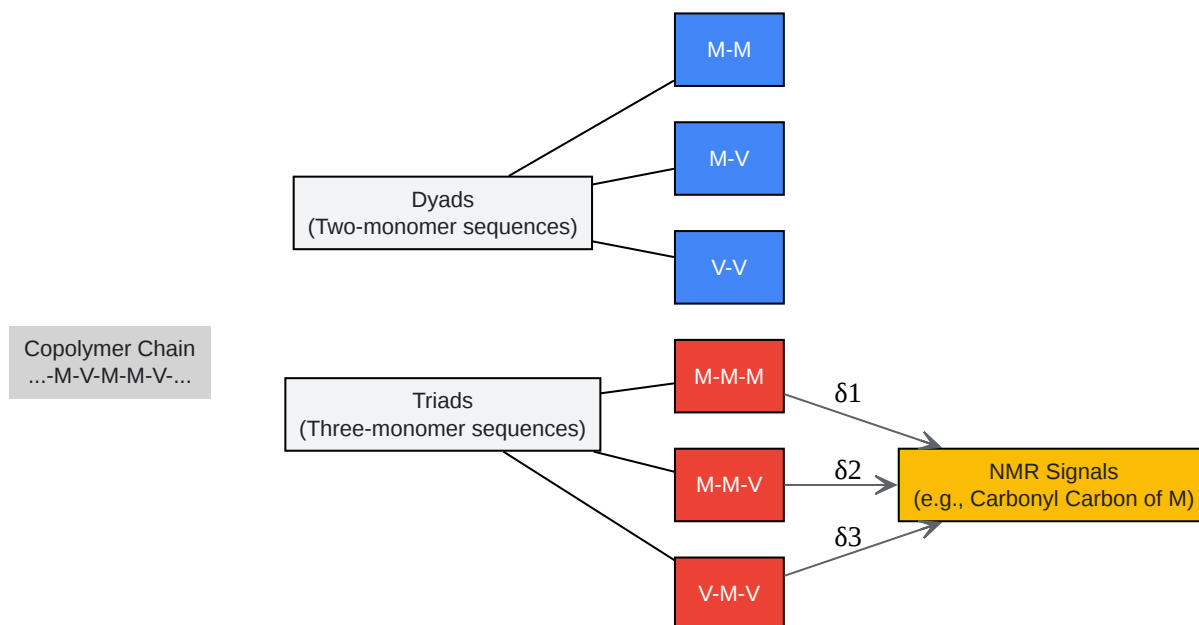 M-M
M-V
Dyads
(Two-monomer sequences)
V-V
Copolymer Chain
...-M-V-M-M-V-...
M-M-M
δ1
Triads
(Three-monomer sequences)
M-M-V
δ2
NMR Signals
(e.g., Carbonyl Carbon of M)
δ3
V-M-V